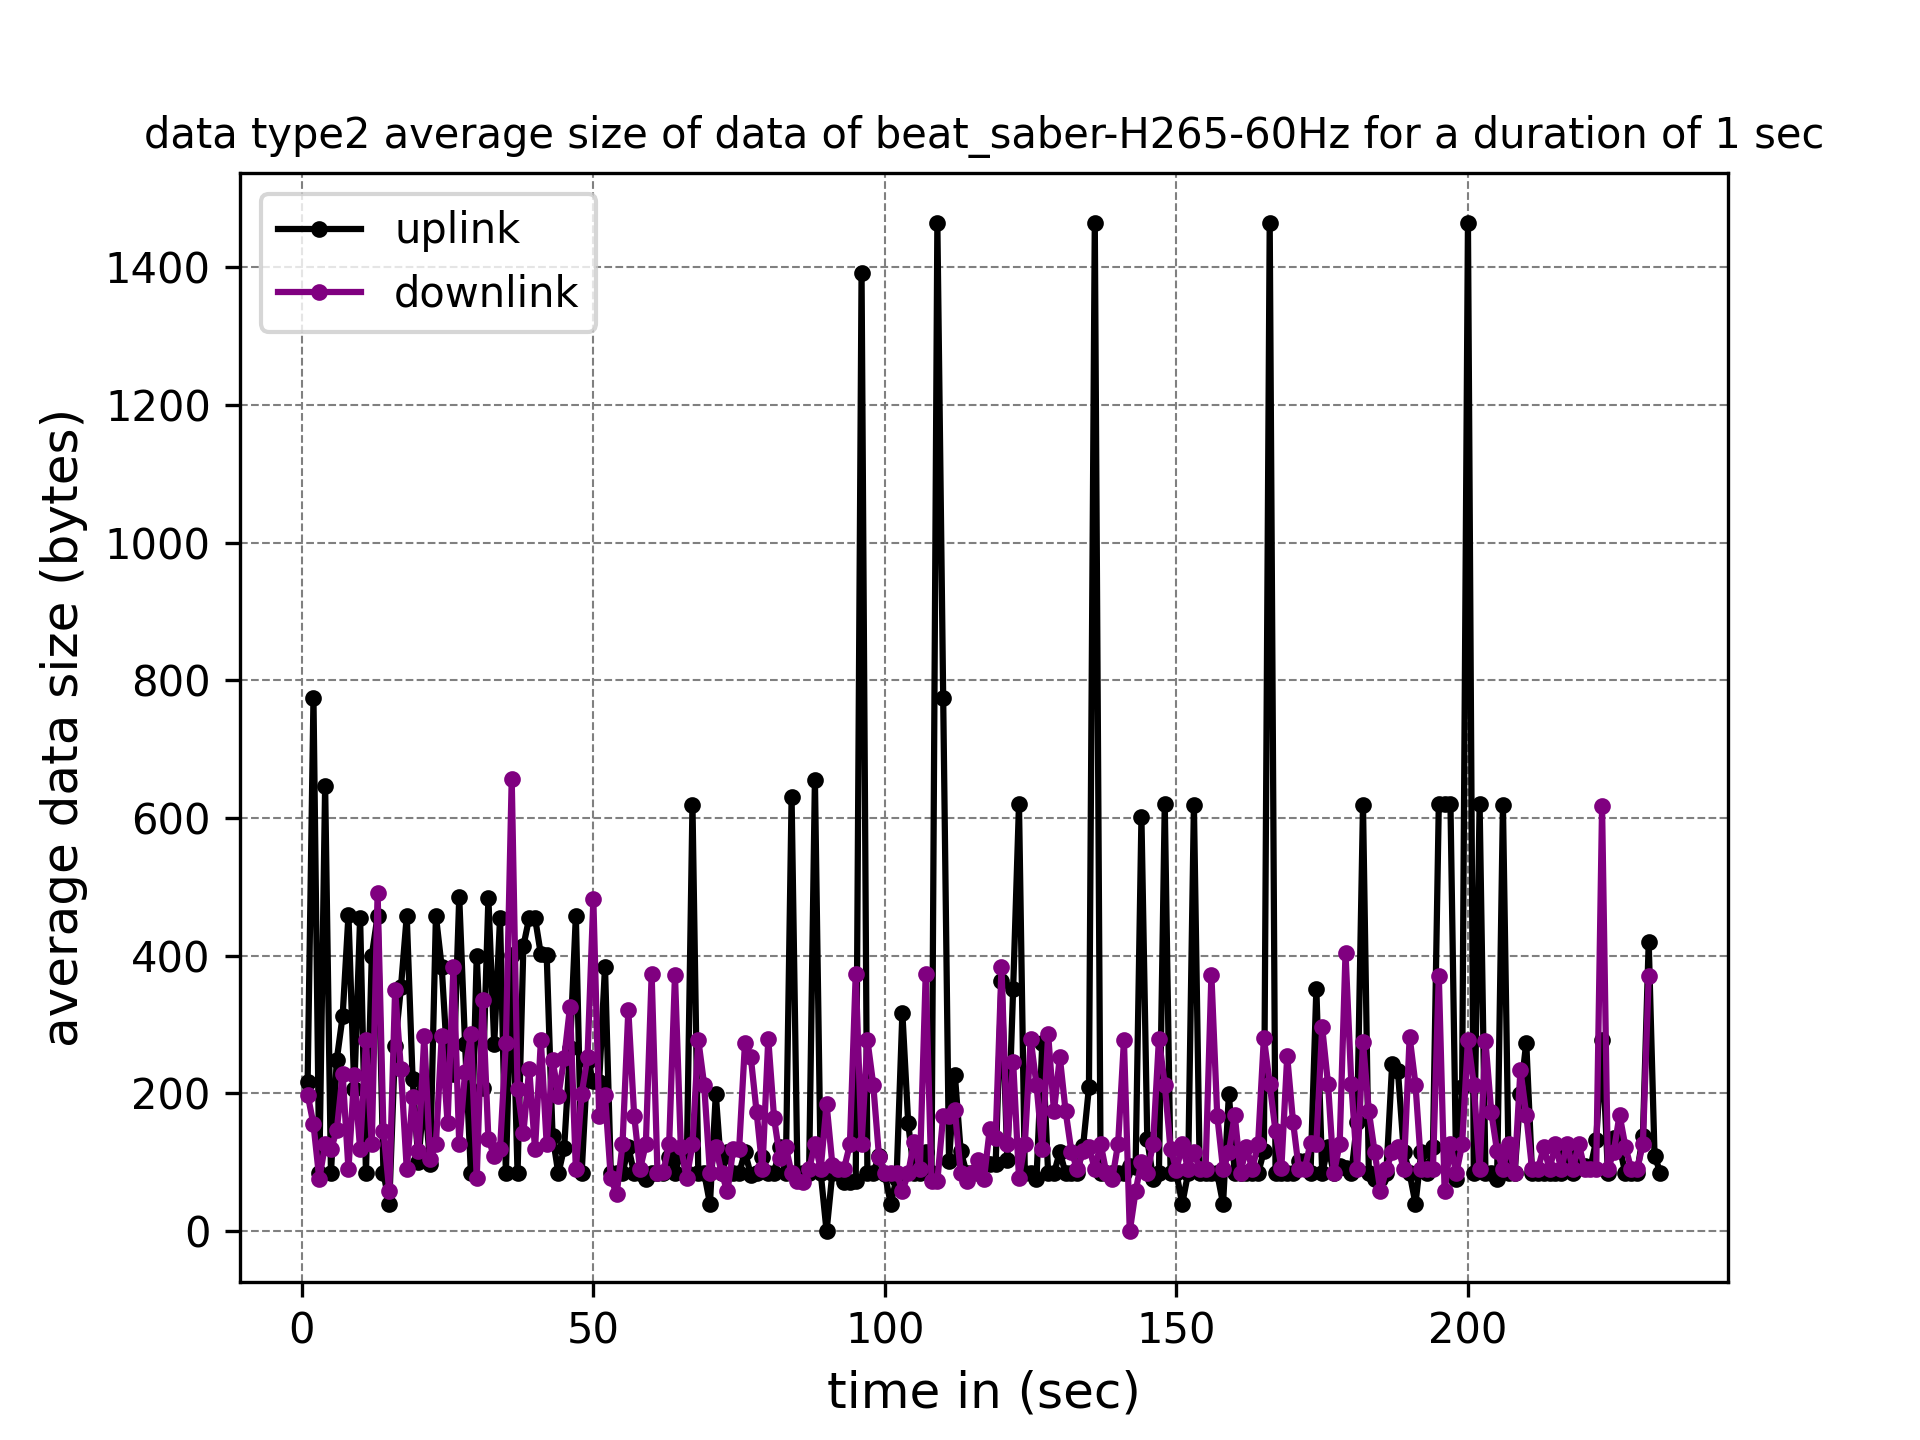 data type2 average size of data of beat_saber-H265-60Hz for a duration of 1 sec
uplink
downlink
average data size (bytes)
1400
1200
1000
800
600
400
200
0
0 50 100 150 200
time in (sec)